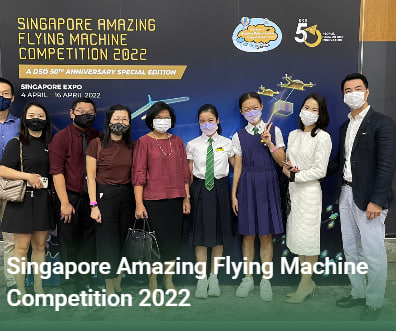 SINGAPORE AMAZING
FLYING MACHINE
COMPETITION 2022
A DSO 50TH ANNIVERSARY SPECIAL EDITION
SINGAPORE EXPO
4 APRIL - 16 APRIL 2022
DSO
50
Singapore Amazing Flying Machine
Competition 2022